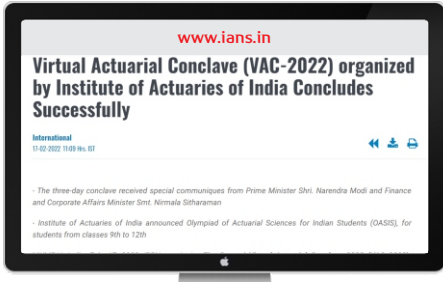 www.ians.in
Virtual Actuarial Conclave (VAC-2022) organized
by Institute of Actuaries of India Concludes
Successfully
International
17-02-2022 11:09 Hrs. IST
- The three-day conclave received special communiques from Prime Minister Shri. Narendra Modi and Finance
and Corporate Affairs Minister Smt. Nirmala Sitharaman
- Institute of Actuaries of India announced Olympiad of Actuarial Sciences for Indian Students (OASIS), for
students from classes 9th to 12th